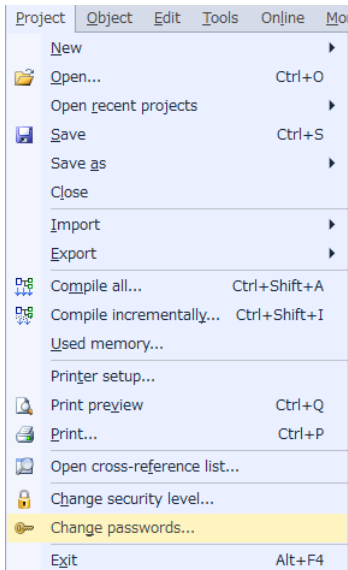 Project Object Edit Tools Online Mo
New
Open... Ctrl+O
Open recent projects
Save Ctrl+S
Save as
Close
Import
Export
Compile all... Ctrl+Shift+A
Compile incrementally... Ctrl+Shift+I
Used memory...
Printer setup...
Print preview Ctrl+Q
Print... Ctrl+P
Open cross-reference list...
Change security level...
Change passwords...
Exit Alt+F4